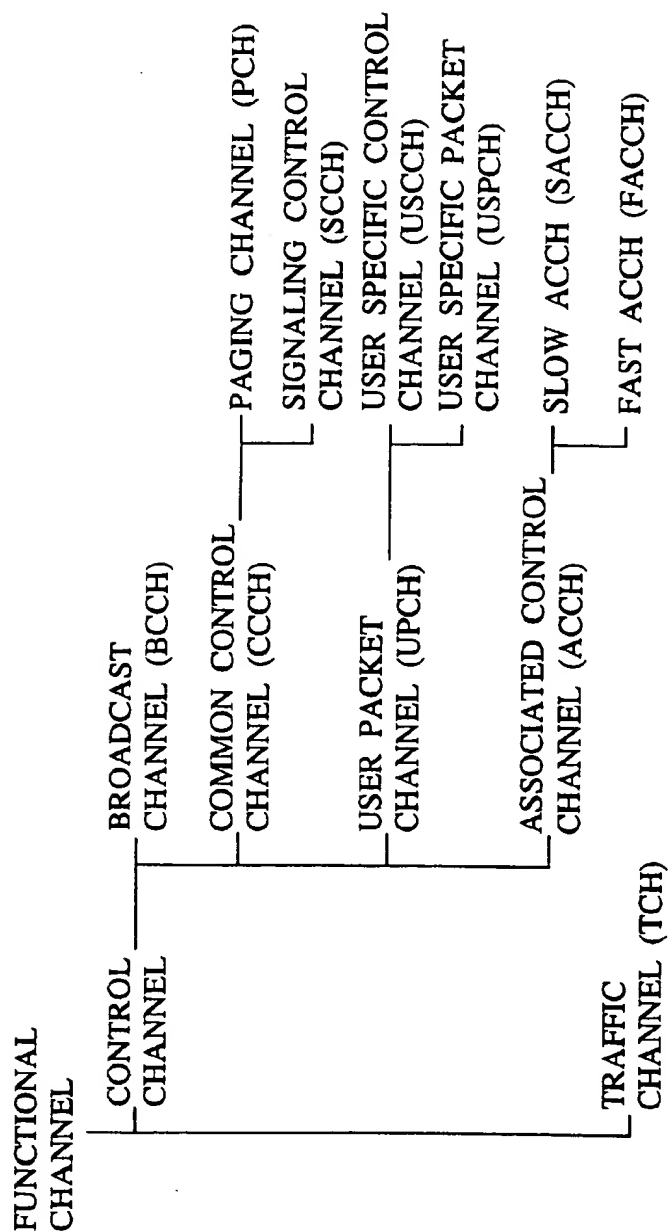 FUNCTIONAL
CHANNEL
CONTROL
CHANNEL
BROADCAST
CHANNEL (BCCH)
COMMON CONTROL
CHANNEL (CCCH)
PAGING CHANNEL (PCH)
SIGNALING CONTROL
CHANNEL (SCCH)
USER PACKET
CHANNEL (UPCH)
USER SPECIFIC CONTROL
CHANNEL (USCCH)
USER SPECIFIC PACKET
CHANNEL (USPCH)
ASSOCIATED CONTROL
CHANNEL (ACCH)
SLOW ACCH (SACCH)
FAST ACCH (FACCH)
TRAFFIC
CHANNEL (TCH)